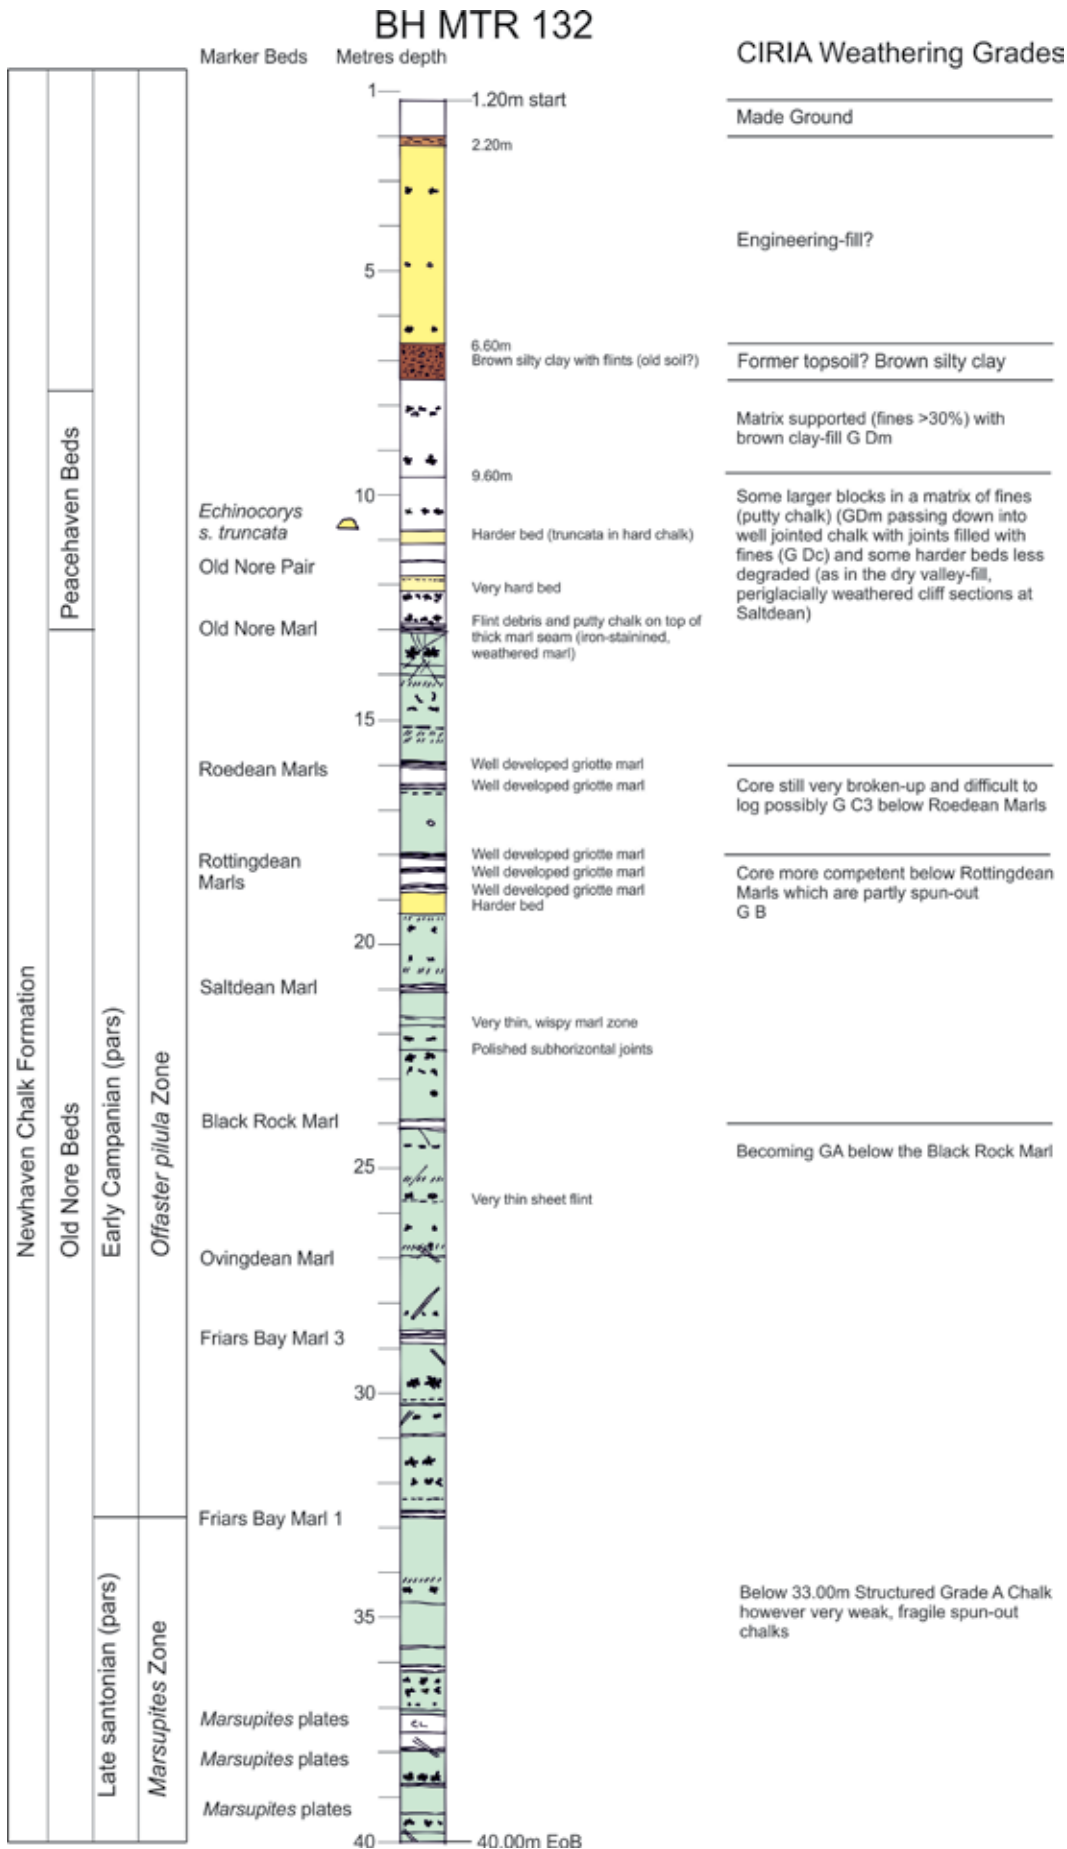 BH MTR 132
Marker Beds
Metres depth
CIRIA Weathering Grades
1
1.20m start
Made Ground
2.20m
Engineering-fill?
5
6.60m
Brown silty clay with flints (old soil?)
Former topsoil? Brown silty clay
Matrix supported (fines >30%) with
brown clay-fill G Dm
9.60m
10
Echinocorys
s. truncata
Harder bed (truncata in hard chalk)
Some larger blocks in a matrix of fines
(putty chalk) (GDm passing down into
well jointed chalk with joints filled with
fines (G Dc) and some harder beds less
degraded (as in the dry valley-fill,
periglacially weathered cliff sections at
Saltdean)
Old Nore Pair
Very hard bed
Old Nore Marl
Flint debris and putty chalk on top of
thick marl seam (iron-stainined,
weathered marl)
15
Roedean Marls
Well developed griotte marl
Well developed griotte marl
Core still very broken-up and difficult to
log possibly G C3 below Roedean Marls
Rottingdean
Marls
Well developed griotte marl
Well developed griotte marl
Well developed griotte marl
Harder bed
Core more competent below Rottingdean
Marls which are partly spun-out
G B
20
Saltdean Marl
Very thin, wispy marl zone
Polished subhorizontal joints
Black Rock Marl
Becoming GA below the Black Rock Marl
25
Very thin sheet flint
Ovingdean Marl
Friars Bay Marl 3
30
Friars Bay Marl 1
Below 33.00m Structured Grade A Chalk
however very weak, fragile spun-out
chalks
35
CL
Marsupites plates
Marsupites plates
Marsupites plates
40
40.00m EoB
Newhaven Chalk Formation
Peacehaven Beds
Old Nore Beds
Early Campanian (pars)
Late santonian (pars)
Offaster pilula Zone
Marsupites Zone